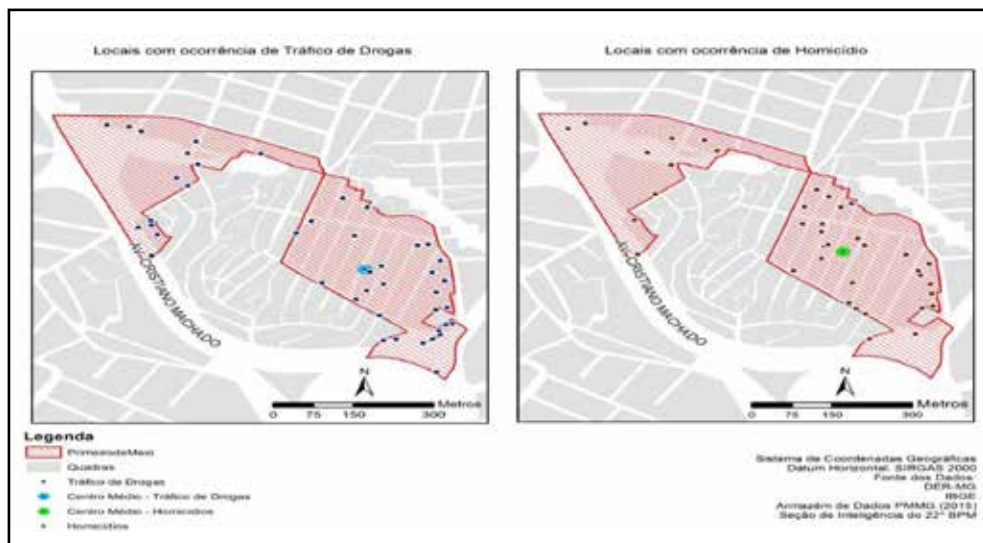 Locais com ocorrência de Tráfico de Drogas
Locais com ocorrência de Homicídio
AV-CRISTIANO MACHADO
AV-CRISTIANO MACHADO
N
N
Metros
0 75 150 300
Metros
0 75 150 300
Legenda
PrimeirodeMaio
Quadras
Tráfico de Drogas
Centro Médio - Tráfico de Drogas
Centro Médio - Homicídios
Homicídios
Sistema de Coordenadas Geográficas
Datum Horizontal: SIRGAS 2000
Fonte dos Dados:
DER-MG
IBGE
Armazém de Dados PMMG (2015)
Seção de Inteligência do 22º BPM